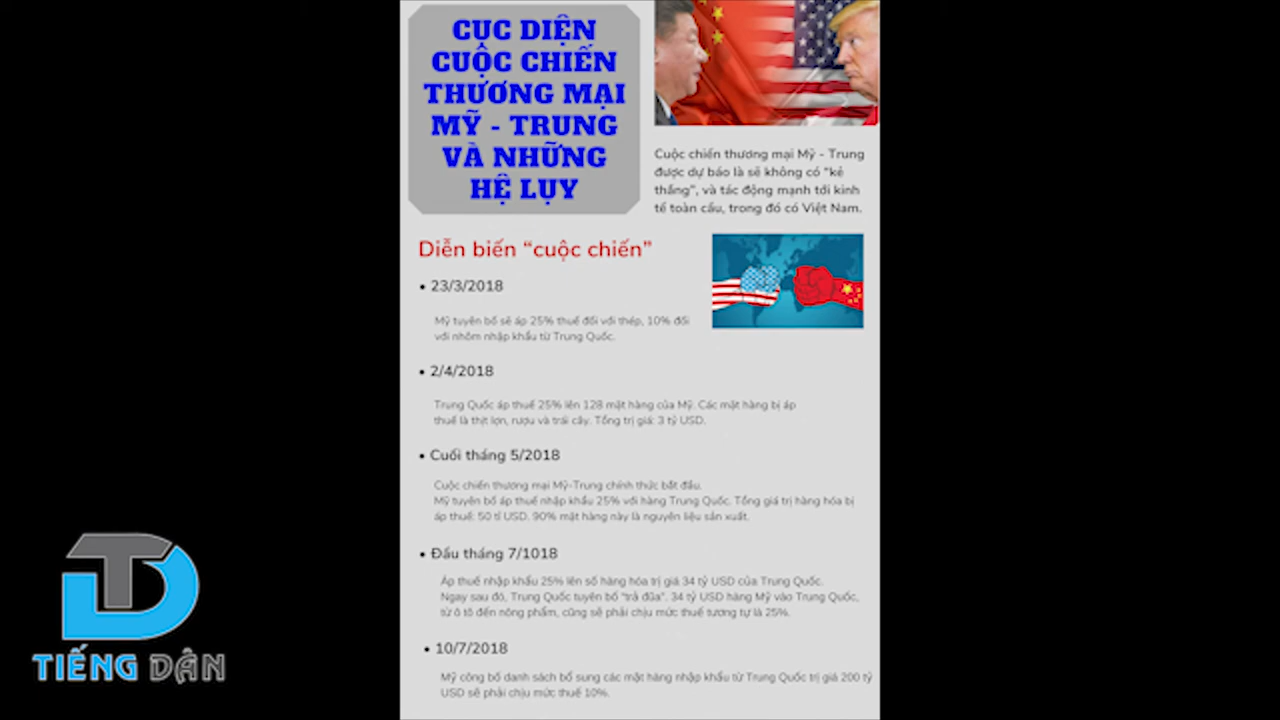 CỤC DIỆN
CUỘC CHIẾN
THƯƠNG MẠI
MỸ - TRUNG
VÀ NHỮNG
HỆ LỤY
Cuộc chiến thương mại Mỹ - Trung
được dự báo là sẽ không có "kẻ
thắng", và tác động mạnh tới kinh
tế toàn cầu, trong đó có Việt Nam.
Diễn biến “cuộc chiến”
• 23/3/2018
Mỹ tuyên bố sẽ áp 25% thuế đối với thép, 10% đối
với nhôm nhập khẩu từ Trung Quốc.
• 2/4/2018
Trung Quốc áp thuế 25% lên 128 mặt hàng của Mỹ. Các mặt hàng bị áp
thuế là thịt lợn, rượu và trái cây. Tổng trị giá: 3 tỷ USD.
• Cuối tháng 5/2018
Cuộc chiến thương mại Mỹ-Trung chính thức bắt đầu.
Mỹ tuyên bố áp thuế nhập khẩu 25% với hàng Trung Quốc. Tổng giá trị hàng hóa bị
áp thuế: 50 tỉ USD. 90% mặt hàng này là nguyên liệu sản xuất.
• Đầu tháng 7/1018
Áp thuế nhập khẩu 25% lên số hàng hóa trị giá 34 tỷ USD của Trung Quốc.
Ngay sau đó, Trung Quốc tuyên bố "trả đũa". 34 tỷ USD hàng Mỹ vào Trung Quốc,
từ ô tô đến nông phẩm, cũng sẽ phải chịu mức thuế tương tự là 25%.
• 10/7/2018
Mỹ công bố danh sách bổ sung các mặt hàng nhập khẩu từ Trung Quốc trị giá 200 tỷ
USD sẽ phải chịu mức thuế 10%.
TD
TIẾNG DÂN